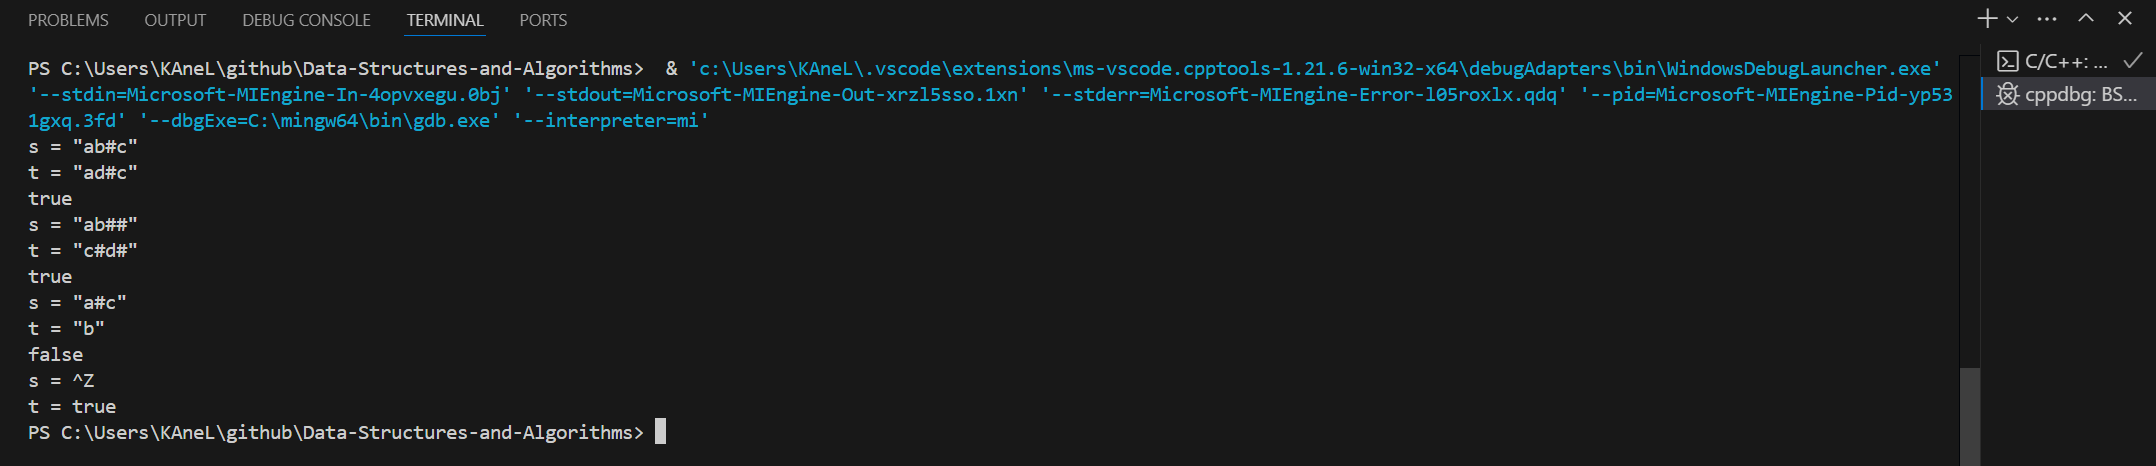 PROBLEMS OUTPUT DEBUG CONSOLE TERMINAL PORTS
PS C:\Users\KAneL\github\Data-Structures-and-Algorithms>  & 'c:\Users\KAneL\.vscode\extensions\ms-vscode.cpptools-1.21.6-win32-x64\debugAdapters\bin\WindowsDebugLauncher.exe'
'--stdin=Microsoft-MIEngine-In-4opvxegu.0bj' '--stdout=Microsoft-MIEngine-Out-xrzl5sso.1xn' '--stderr=Microsoft-MIEngine-Error-l05roxlx.qdq' '--pid=Microsoft-MIEngine-Pid-yp53
1gxq.3fd' '--dbgExe=C:\mingw64\bin\gdb.exe' '--interpreter=mi'
s = "ab#c"
t = "ad#c"
true
s = "ab##"
t = "c#d#"
true
s = "a#c"
t = "b"
false
s = ^Z
t = true
PS C:\Users\KAneL\github\Data-Structures-and-Algorithms>
C/C++: ...
cppdbg: BS...